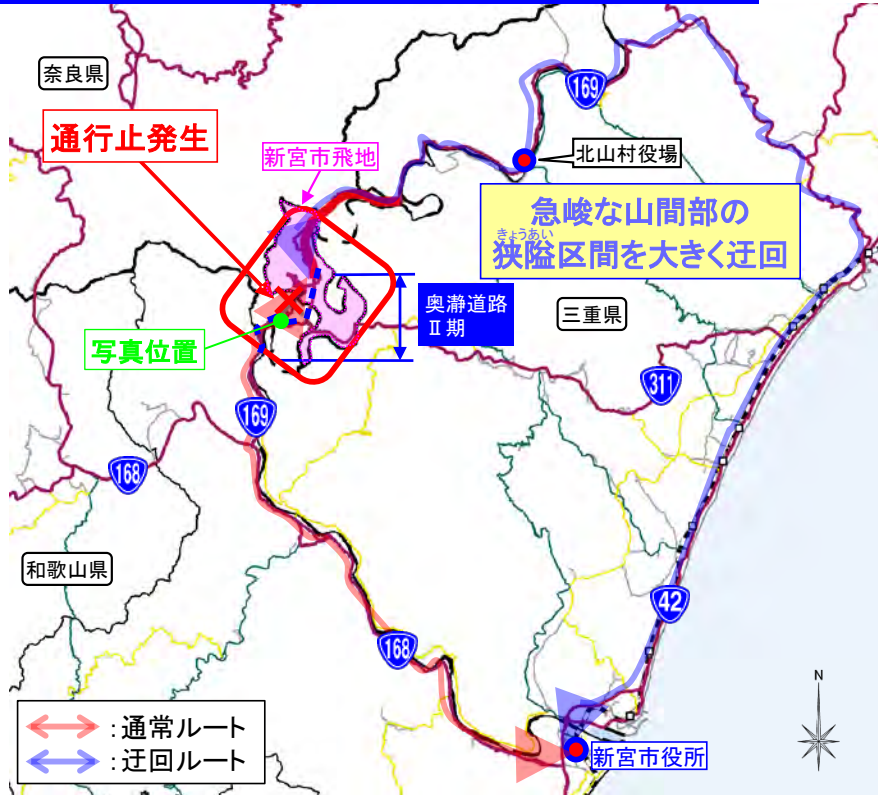 奈良県
169
通行止発生
新宮市飛地
北山村役場
急峻な山間部の
きょうあい
狭隘区間を大きく迂回
奥瀞道路
Ⅱ期
三重県
写真位置
311
169
168
和歌山県
42
168
N
:通常ルート
:迂回ルート
新宮市役所